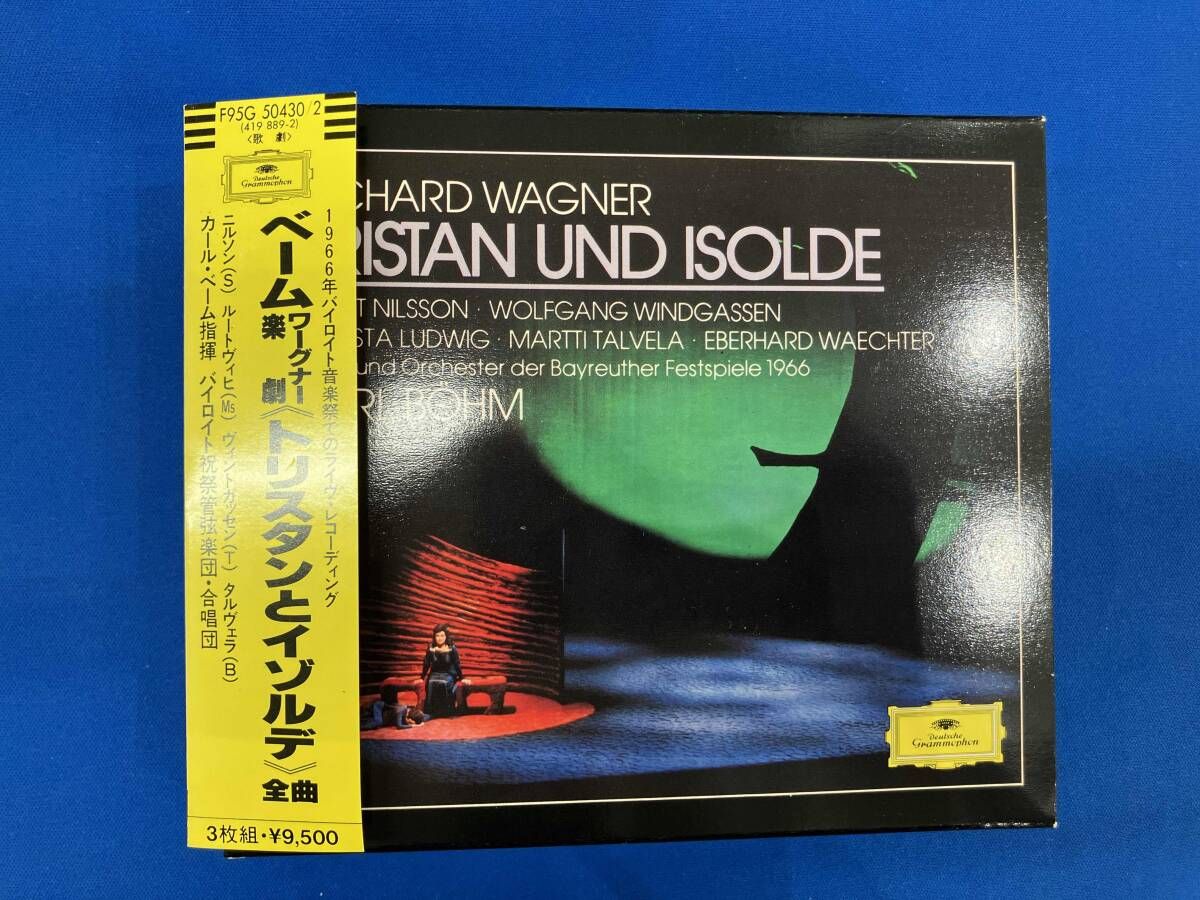 F95G 50430/2
(419 889-2)
〈歌劇〉
Deutsche
Grammophon
1966年バイロイト音楽祭でのライヴ・レコーディング
ベーム
ワーグナー
楽劇《トリスタンとイゾルデ》全曲
ニルソン(S) ルートヴィヒ(Ms) ヴィントガッセン(T) タルヴェラ(B)
カール・ベーム指揮 バイロイト祝祭管弦楽団・合唱団
3枚組・¥9,500
CHARD WAGNER
RISTAN UND ISOLDE
T NILSSON · WOLFGANG WINDGASSEN
STA LUDWIG · MARTTI TALVELA · EBERHARD WAECHTER
und Orchester der Bayreuther Festspiele 1966
RL BÖHM
Deutsche
Grammophon